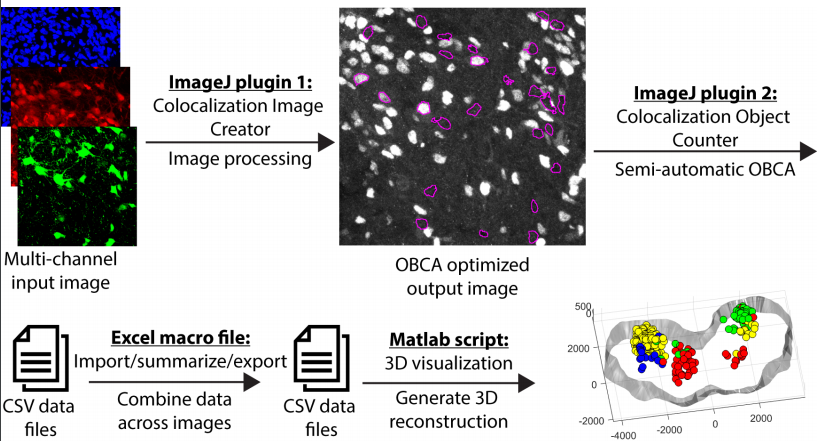 ImageJ plugin 1:
Colocalization Image
Creator
Image processing
ImageJ plugin 2:
Colocalization Object
Counter
Semi-automatic OBCA
Multi-channel
input image
OBCA optimized
output image
CSV data
files
Excel macro file:
Import/summarize/export
Combine data
across images
CSV data
files
Matlab script:
3D visualization
Generate 3D
reconstruction
500
0
2000
0
-2000
-4000
-2000
0
2000